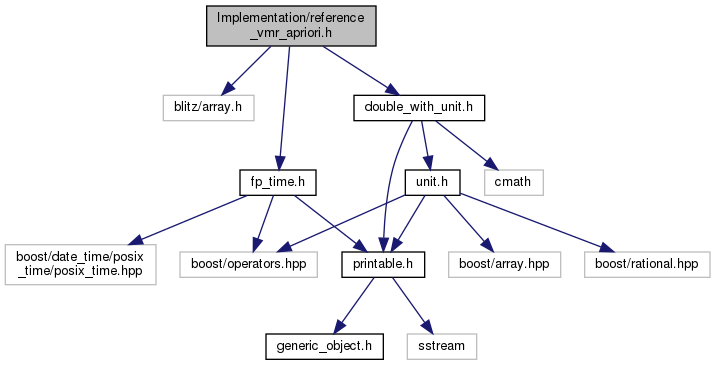 Implementation/reference
_vmr_apriori.h
blitz/array.h
double_with_unit.h
fp_time.h
unit.h
cmath
boost/date_time/posix
_time/posix_time.hpp
boost/operators.hpp
printable.h
boost/array.hpp
boost/rational.hpp
generic_object.h
sstream